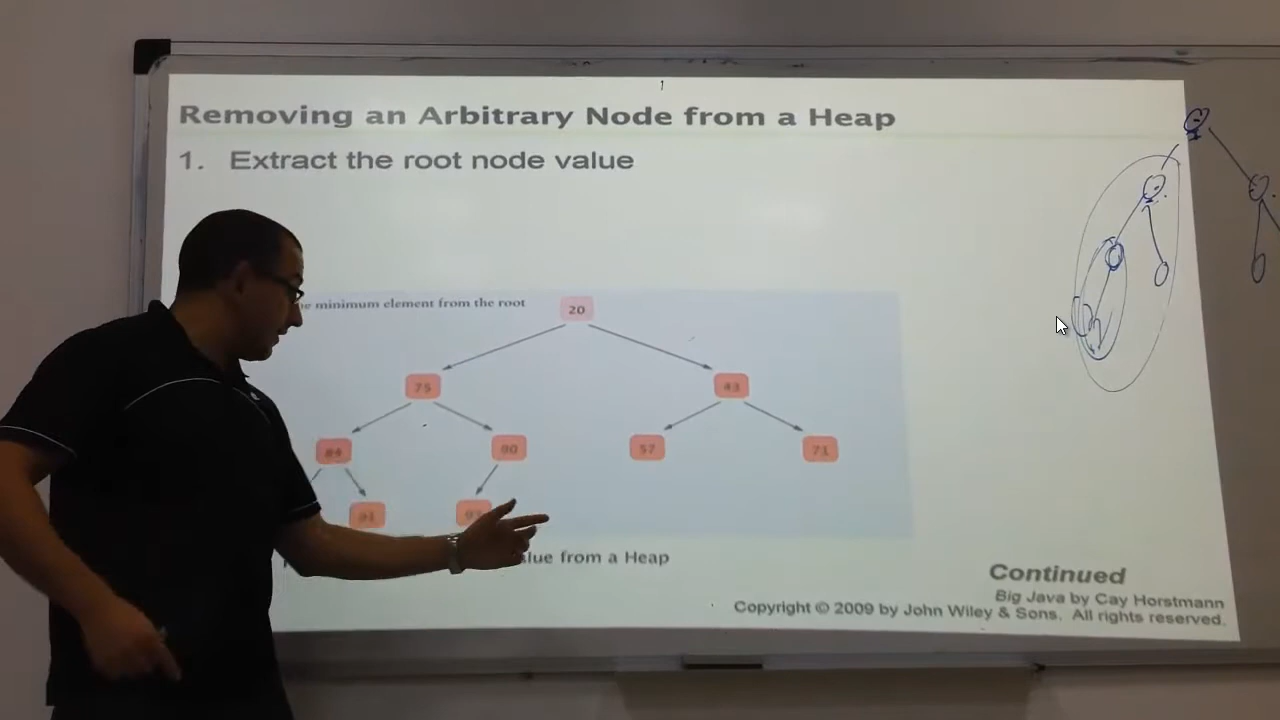 Removing an Arbitrary Node from a Heap
1. Extract the root node value
minimum element from the root
20
75
43
84
90
57
71
91
from a Heap
Continued
Big Java by Cay Horstmann
Copyright © 2009 by John Wiley & Sons. All rights reserved.